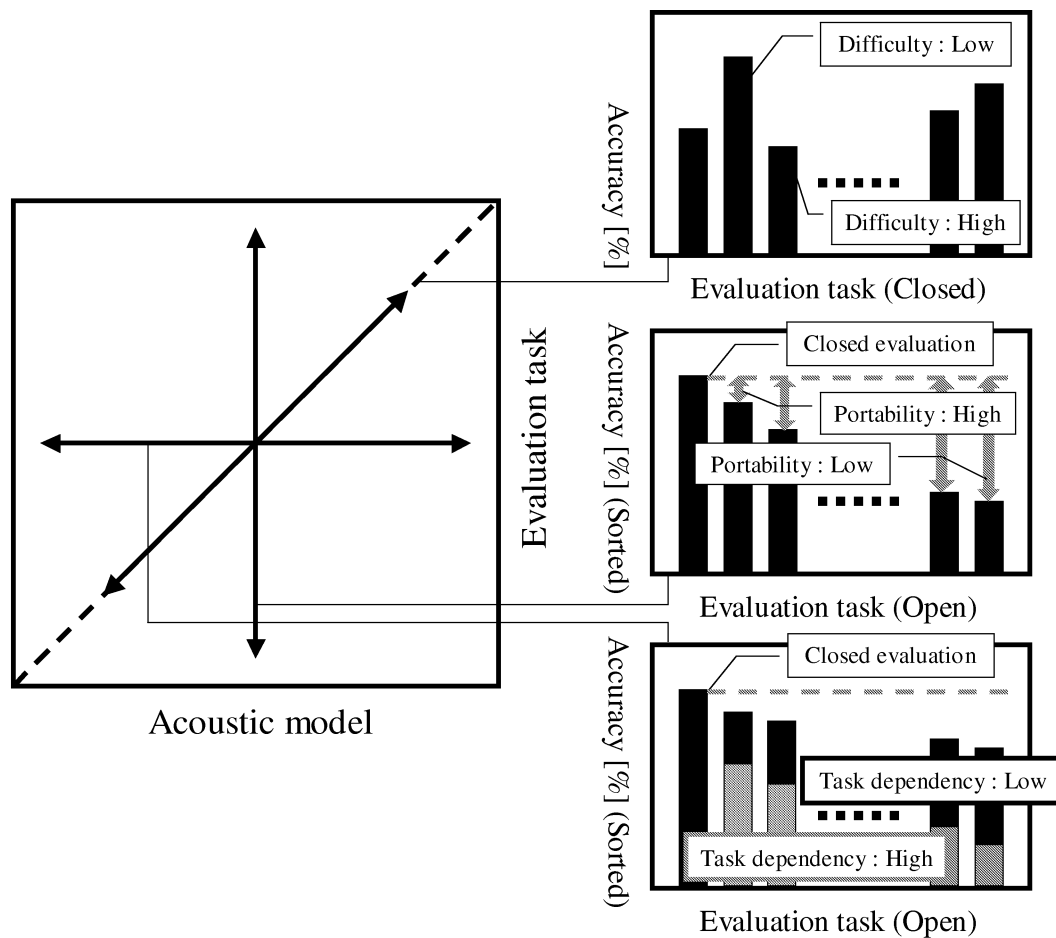 Acoustic model
Evaluation task
Accuracy [%]
Difficulty : Low
Difficulty : High
Evaluation task (Closed)
Accuracy [%] (Sorted)
Closed evaluation
Portability : High
Portability : Low
Evaluation task (Open)
Accuracy [%] (Sorted)
Closed evaluation
Task dependency : Low
Task dependency : High
Evaluation task (Open)